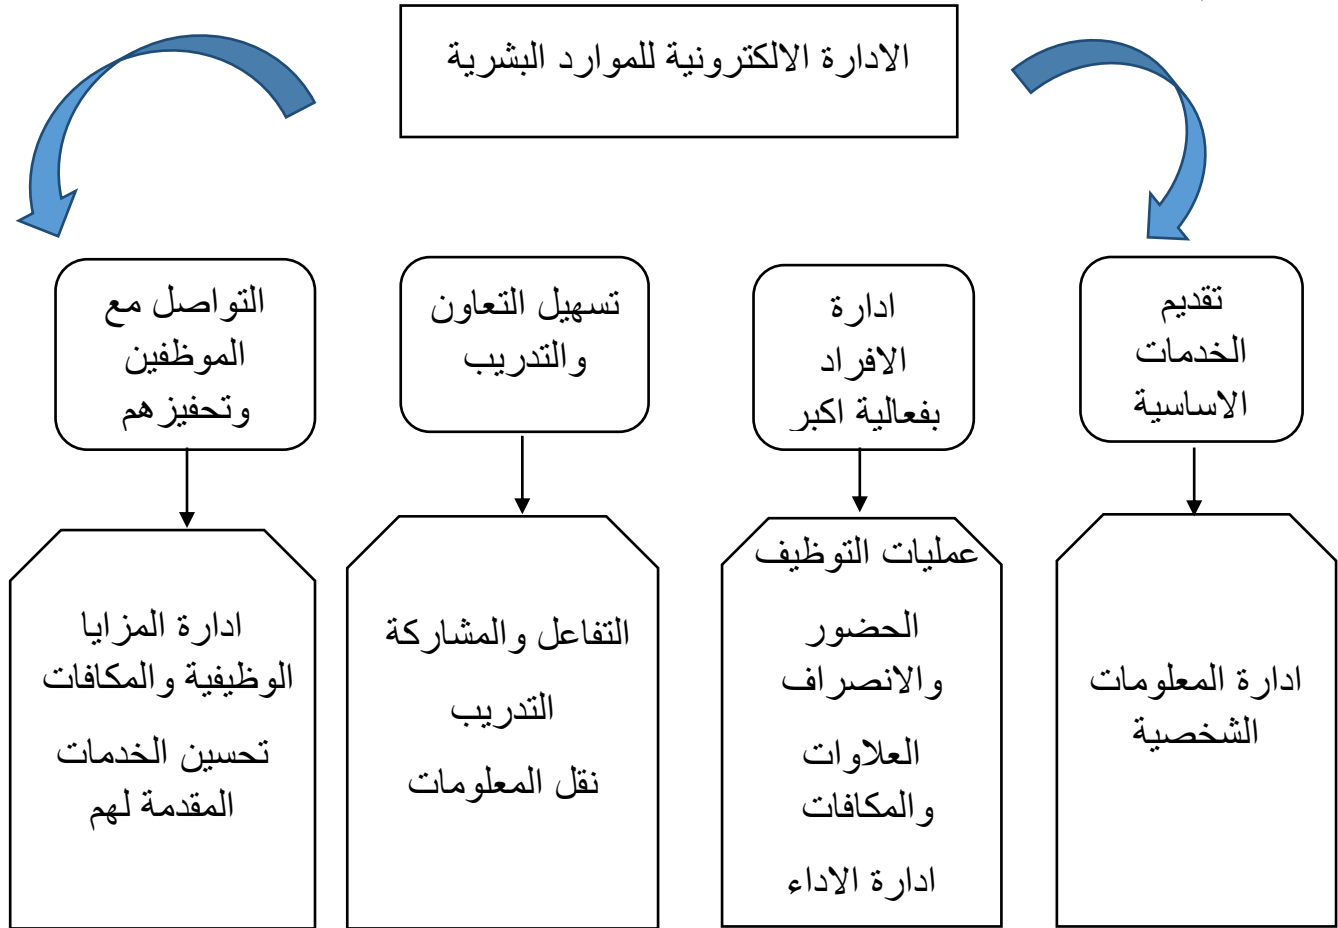 الادارة الالكترونية للموارد البشرية
تقديم
الخدمات
الاساسية
ادارة
الافراد
بفعالية اكبر
تسهيل التعاون
والتدريب
التواصل مع
الموظفين
وتحفيزهم
ادارة المعلومات
الشخصية
عمليات التوظيف
الحضور
والانصراف
العلاوات
والمكافات
ادارة الاداء
التفاعل والمشاركة
التدريب
نقل المعلومات
ادارة المزايا
الوظيفية والمكافات
تحسين الخدمات
المقدمة لهم